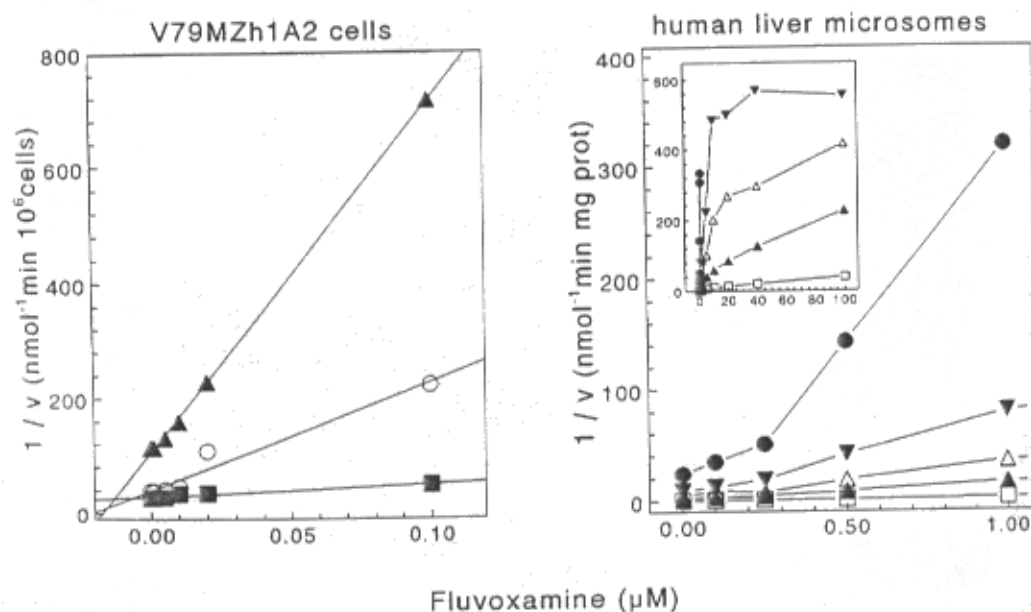 V79MZh1A2 cells
1 / v (nmol⁻¹min 10⁶cells)
800
600
400
200
0
0.00 0.05 0.10
human liver microsomes
1 / v (nmol⁻¹min mg prot)
400
300
200
100
0
0.00 0.50 1.00
600
400
200
0
0 20 40 60 80 100
Fluvoxamine (μM)